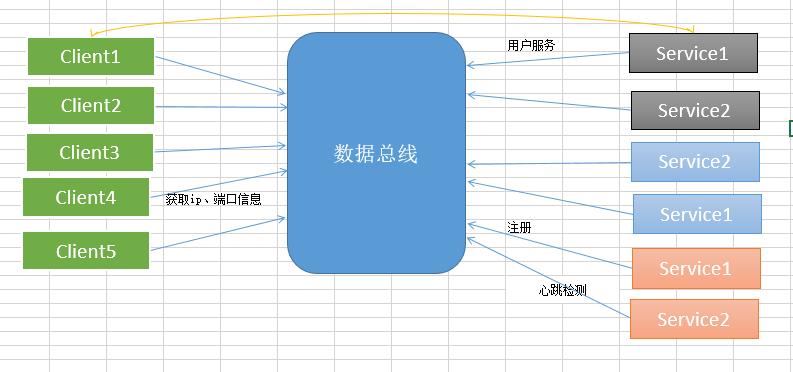 Client1
Client2
Client3
Client4
Client5
获取ip、端口信息
数据总线
用户服务
注册
心跳检测
Service1
Service2
Service2
Service1
Service1
Service2